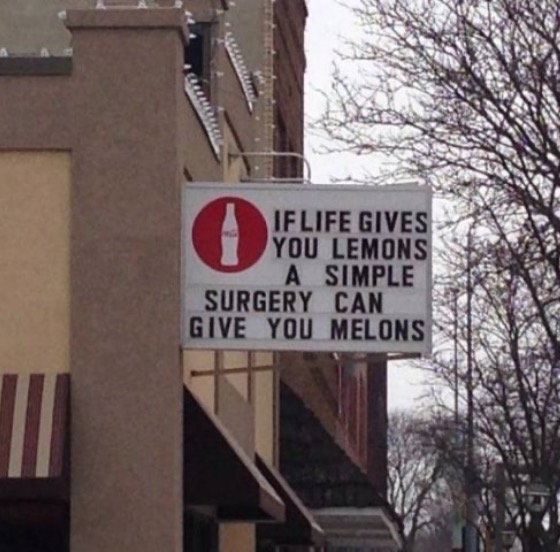 IF LIFE GIVES
YOU LEMONS
A SIMPLE
SURGERY CAN
GIVE YOU MELONS